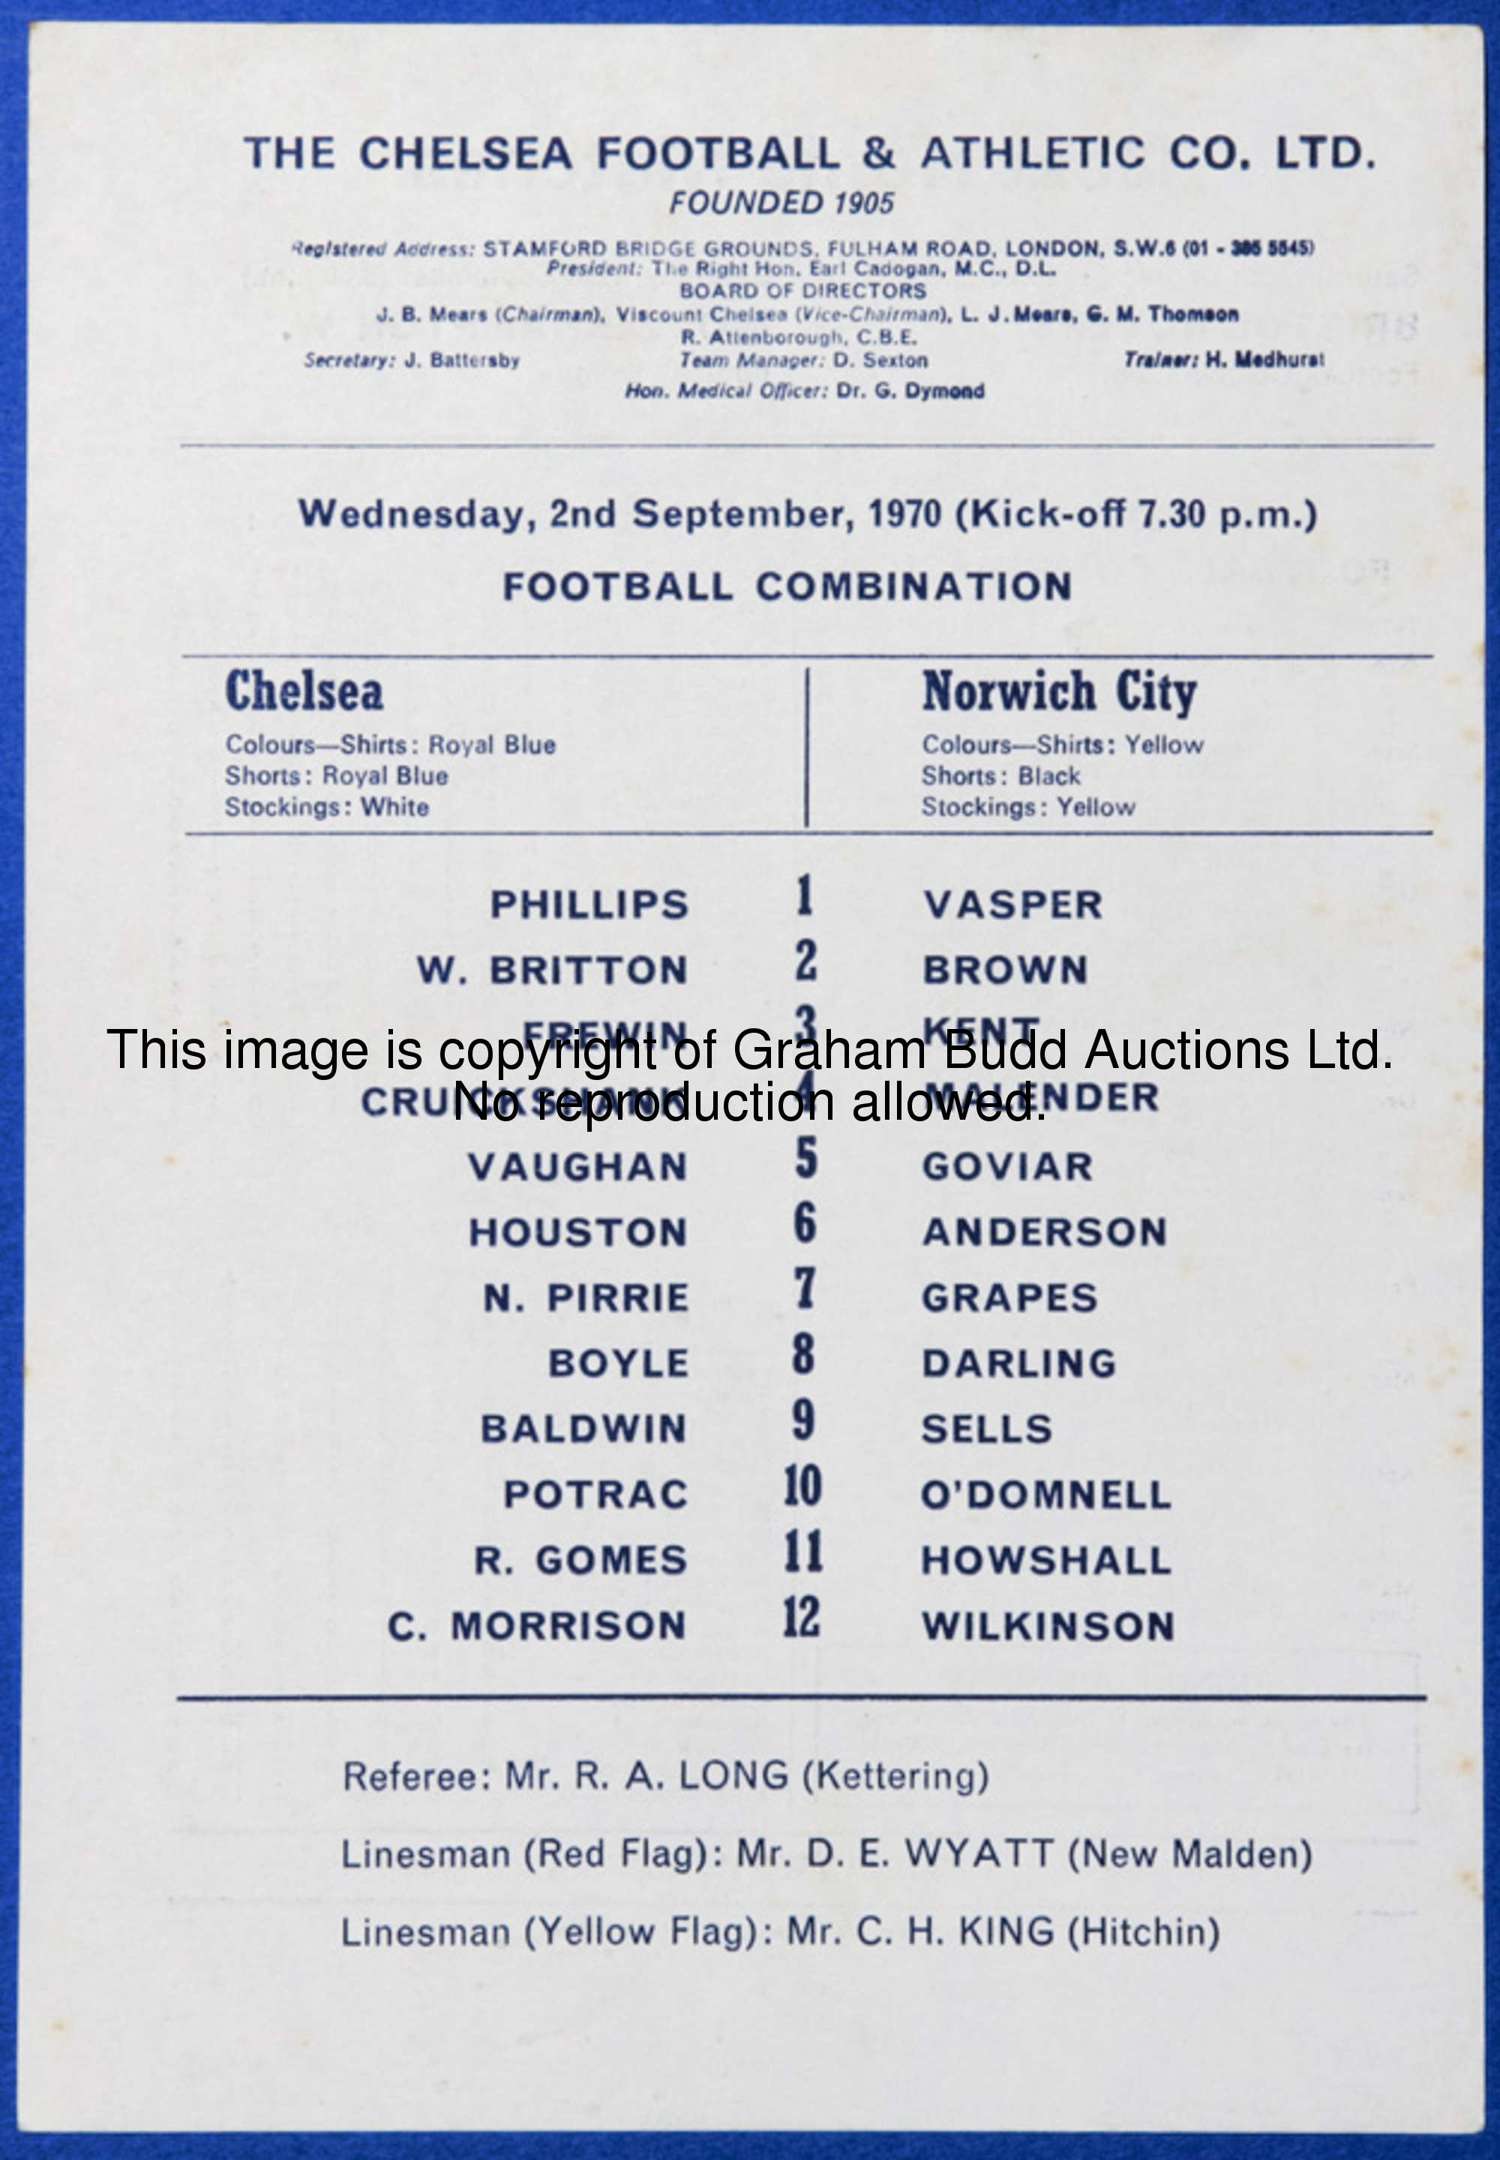 THE CHELSEA FOOTBALL & ATHLETIC CO. LTD.
FOUNDED 1905
Registered Address: STAMFORD BRIDGE GROUNDS, FULHAM ROAD, LONDON, S.W.6 (01 - 385 5545)
President: The Right Hon. Earl Cadogan, M.C., D.L.
BOARD OF DIRECTORS
J. B. Mears (Chairman), Viscount Chelsea (Vice-Chairman), L. J. Mears, G. M. Thomson
R. Attenborough, C.B.E.
Secretary: J. Battersby Team Manager: D. Sexton Trainer: H. Medhurst
Hon. Medical Officer: Dr. G. Dymond
Wednesday, 2nd September, 1970 (Kick-off 7.30 p.m.)
FOOTBALL COMBINATION
Chelsea Norwich City
Colours—Shirts: Royal Blue Colours—Shirts: Yellow
Shorts: Royal Blue Shorts: Black
Stockings: White Stockings: Yellow
PHILLIPS 1 VASPER
W. BRITTON 2 BROWN
FREWIN 3 KENT
This image is copyright of Graham Budd Auctions Ltd.
CRUICKSHANK 4 MALENDER
No reproduction allowed.
VAUGHAN 5 GOVIAR
HOUSTON 6 ANDERSON
N. PIRRIE 7 GRAPES
BOYLE 8 DARLING
BALDWIN 9 SELLS
POTRAC 10 O'DOMNELL
R. GOMES 11 HOWSHALL
C. MORRISON 12 WILKINSON
Referee: Mr. R. A. LONG (Kettering)
Linesman (Red Flag): Mr. D. E. WYATT (New Malden)
Linesman (Yellow Flag): Mr. C. H. KING (Hitchin)